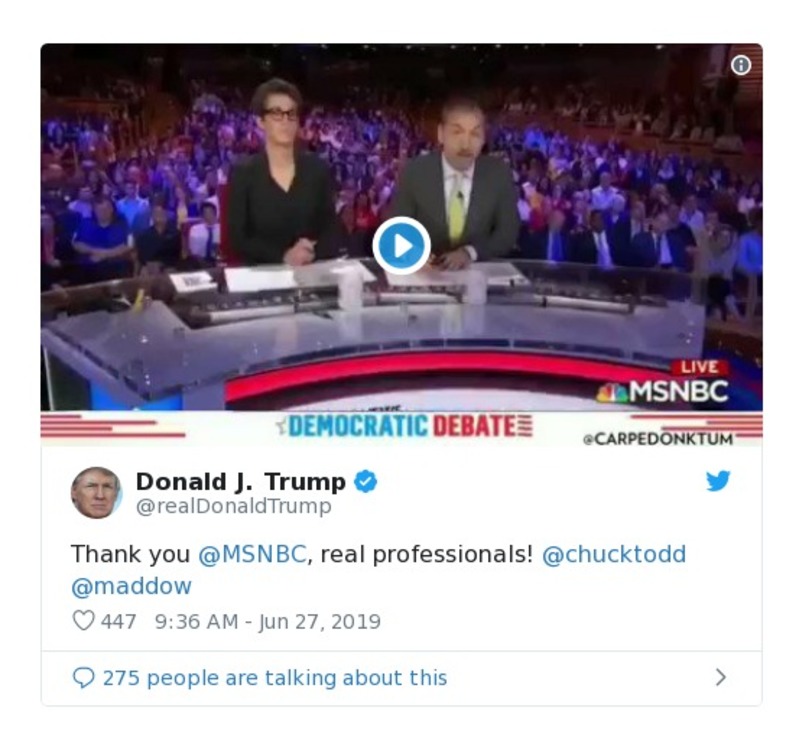 LIVE
MSNBC
DEMOCRATIC DEBATE
@CARPEDONKTUM
Donald J. Trump
@realDonaldTrump
Thank you @MSNBC, real professionals! @chucktodd
@maddow
447 9:36 AM - Jun 27, 2019
275 people are talking about this